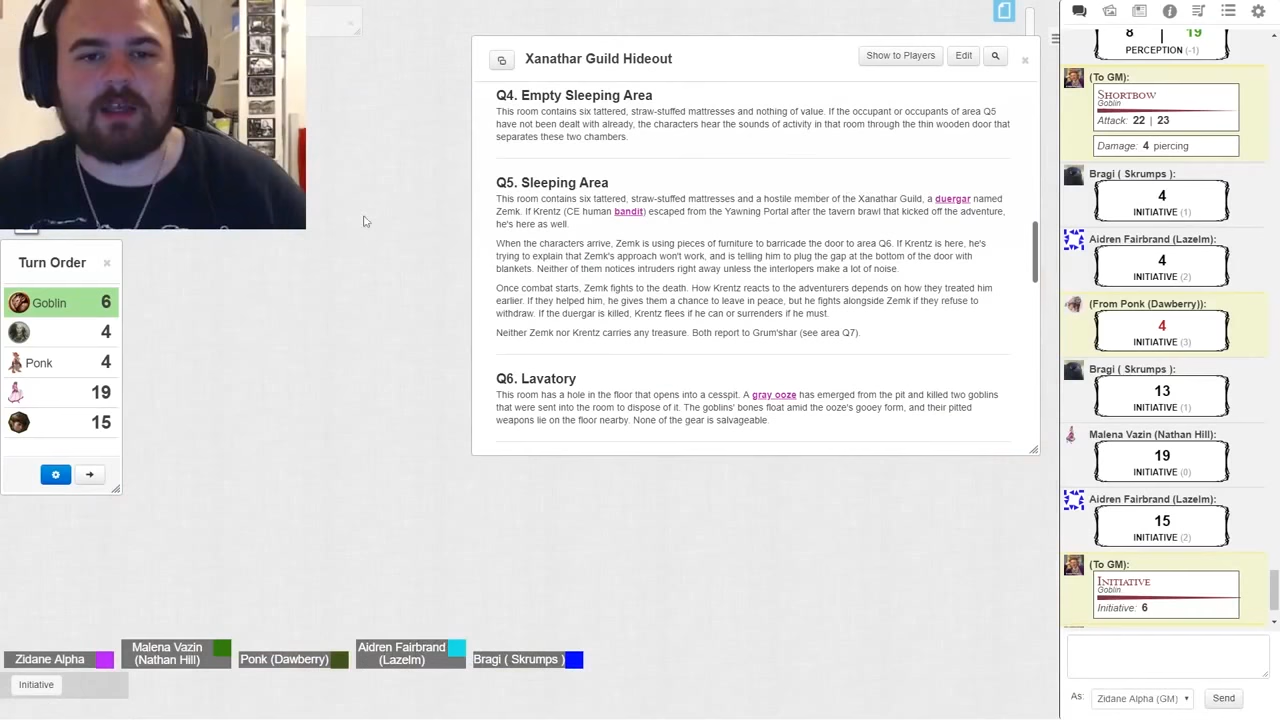 Xanathar Guild Hideout
Show to Players
Edit
Q4. Empty Sleeping Area
This room contains six tattered, straw-stuffed mattresses and nothing of value. If the occupant or occupants of area Q5
have not been dealt with already, the characters hear the sounds of activity in that room through the thin wooden door that
separates these two chambers.
Q5. Sleeping Area
This room contains six tattered, straw-stuffed mattresses and a hostile member of the Xanathar Guild, a duergar named
Zemk. If Krentz (CE human bandit) escaped from the Yawning Portal after the tavern brawl that kicked off the adventure,
he's here as well.
When the characters arrive, Zemk is using pieces of furniture to barricade the door to area Q6. If Krentz is here, he's
trying to explain that Zemk's approach won't work, and is telling him to plug the gap at the bottom of the door with
blankets. Neither of them notices intruders right away unless the interlopers make a lot of noise.
Once combat starts, Zemk fights to the death. How Krentz reacts to the adventurers depends on how they treated him
earlier. If they helped him, he gives them a chance to leave in peace, but he fights alongside Zemk if they refuse to
withdraw. If the duergar is killed, Krentz flees if he can or surrenders if he must.
Neither Zemk nor Krentz carries any treasure. Both report to Grum'shar (see area Q7).
Q6. Lavatory
This room has a hole in the floor that opens into a cesspit. A gray ooze has emerged from the pit and killed two goblins
that were sent into the room to dispose of it. The goblins' bones float amid the ooze's gooey form, and their pitted
weapons lie on the floor nearby. None of the gear is salvageable.
Turn Order
Goblin 6
4
Ponk 4
19
15
Zidane Alpha
Malena Vazin
(Nathan Hill)
Ponk (Dawberry)
Aidren Fairbrand
(Lazelm)
Bragi ( Skrumps )
Initiative
8 | 19
PERCEPTION (-1)
(To GM):
SHORTBOW
Goblin
Attack: 22 | 23
Damage: 4 piercing
Bragi ( Skrumps ):
4
INITIATIVE (1)
Aidren Fairbrand (Lazelm):
4
INITIATIVE (2)
(From Ponk (Dawberry)):
4
INITIATIVE (3)
Bragi ( Skrumps ):
13
INITIATIVE (1)
Malena Vazin (Nathan Hill):
19
INITIATIVE (0)
Aidren Fairbrand (Lazelm):
15
INITIATIVE (2)
(To GM):
INITIATIVE
Goblin
Initiative: 6
As:
Zidane Alpha (GM)
Send